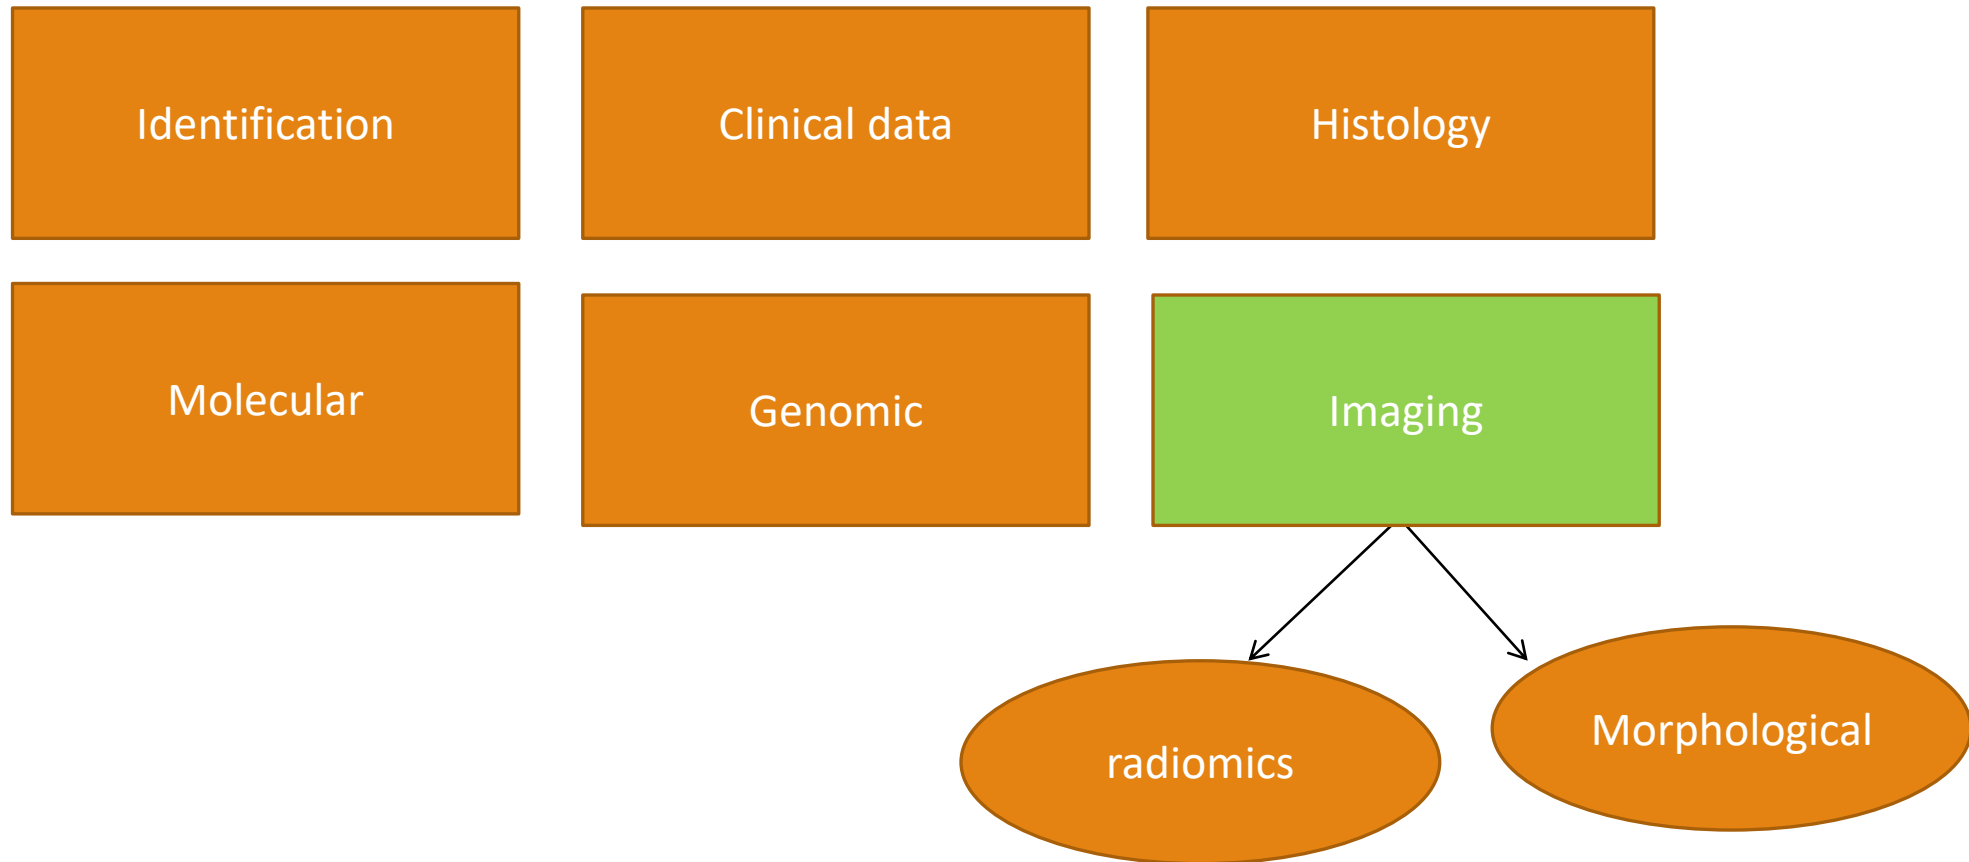 Identification
Clinical data
Histology
Molecular
Genomic
Imaging
radiomics
Morphological